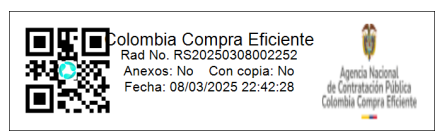 Colombia Compra Eficiente
Rad No. RS20250308002252
Anexos: No Con copia: No
Fecha: 08/03/2025 22:42:28
Agencia Nacional
de Contratación Pública
Colombia Compra Eficiente